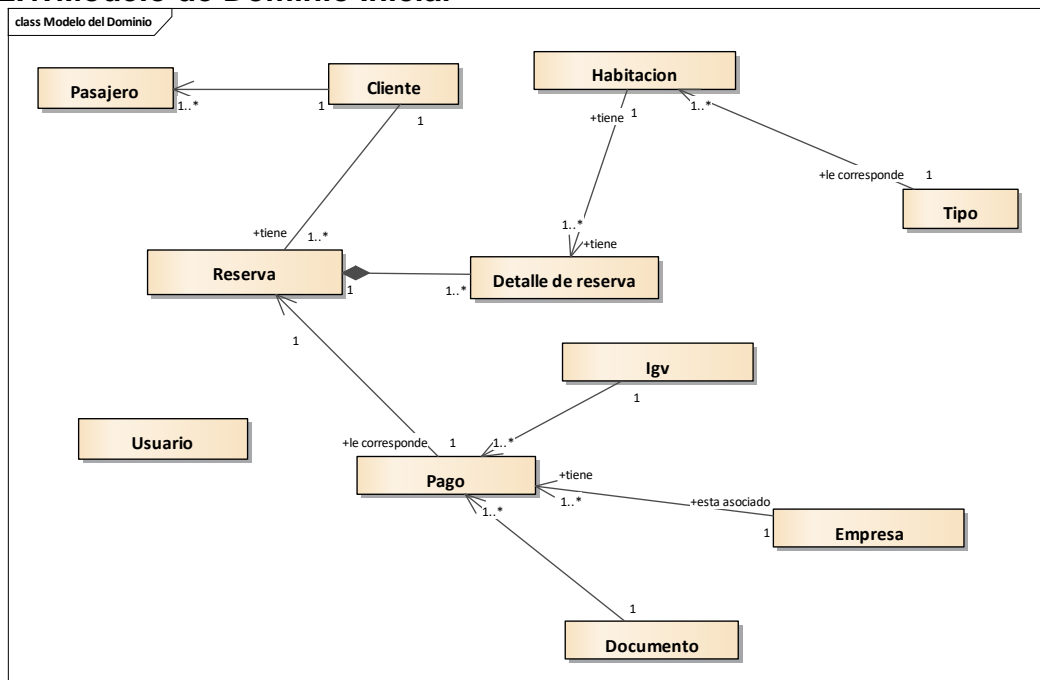 class Modelo del Dominio
Pasajero
Cliente
Habitacion
1..*
1
1
+tiene
1
1..*
+le corresponde
1
Tipo
+tiene
1..*
1..*
+tiene
Reserva
1
1..*
Detalle de reserva
1
Igv
1
Usuario
+le corresponde
1
1..*
Pago
+tiene
1..*
1..*
+esta asociado
1
Empresa
1
Documento